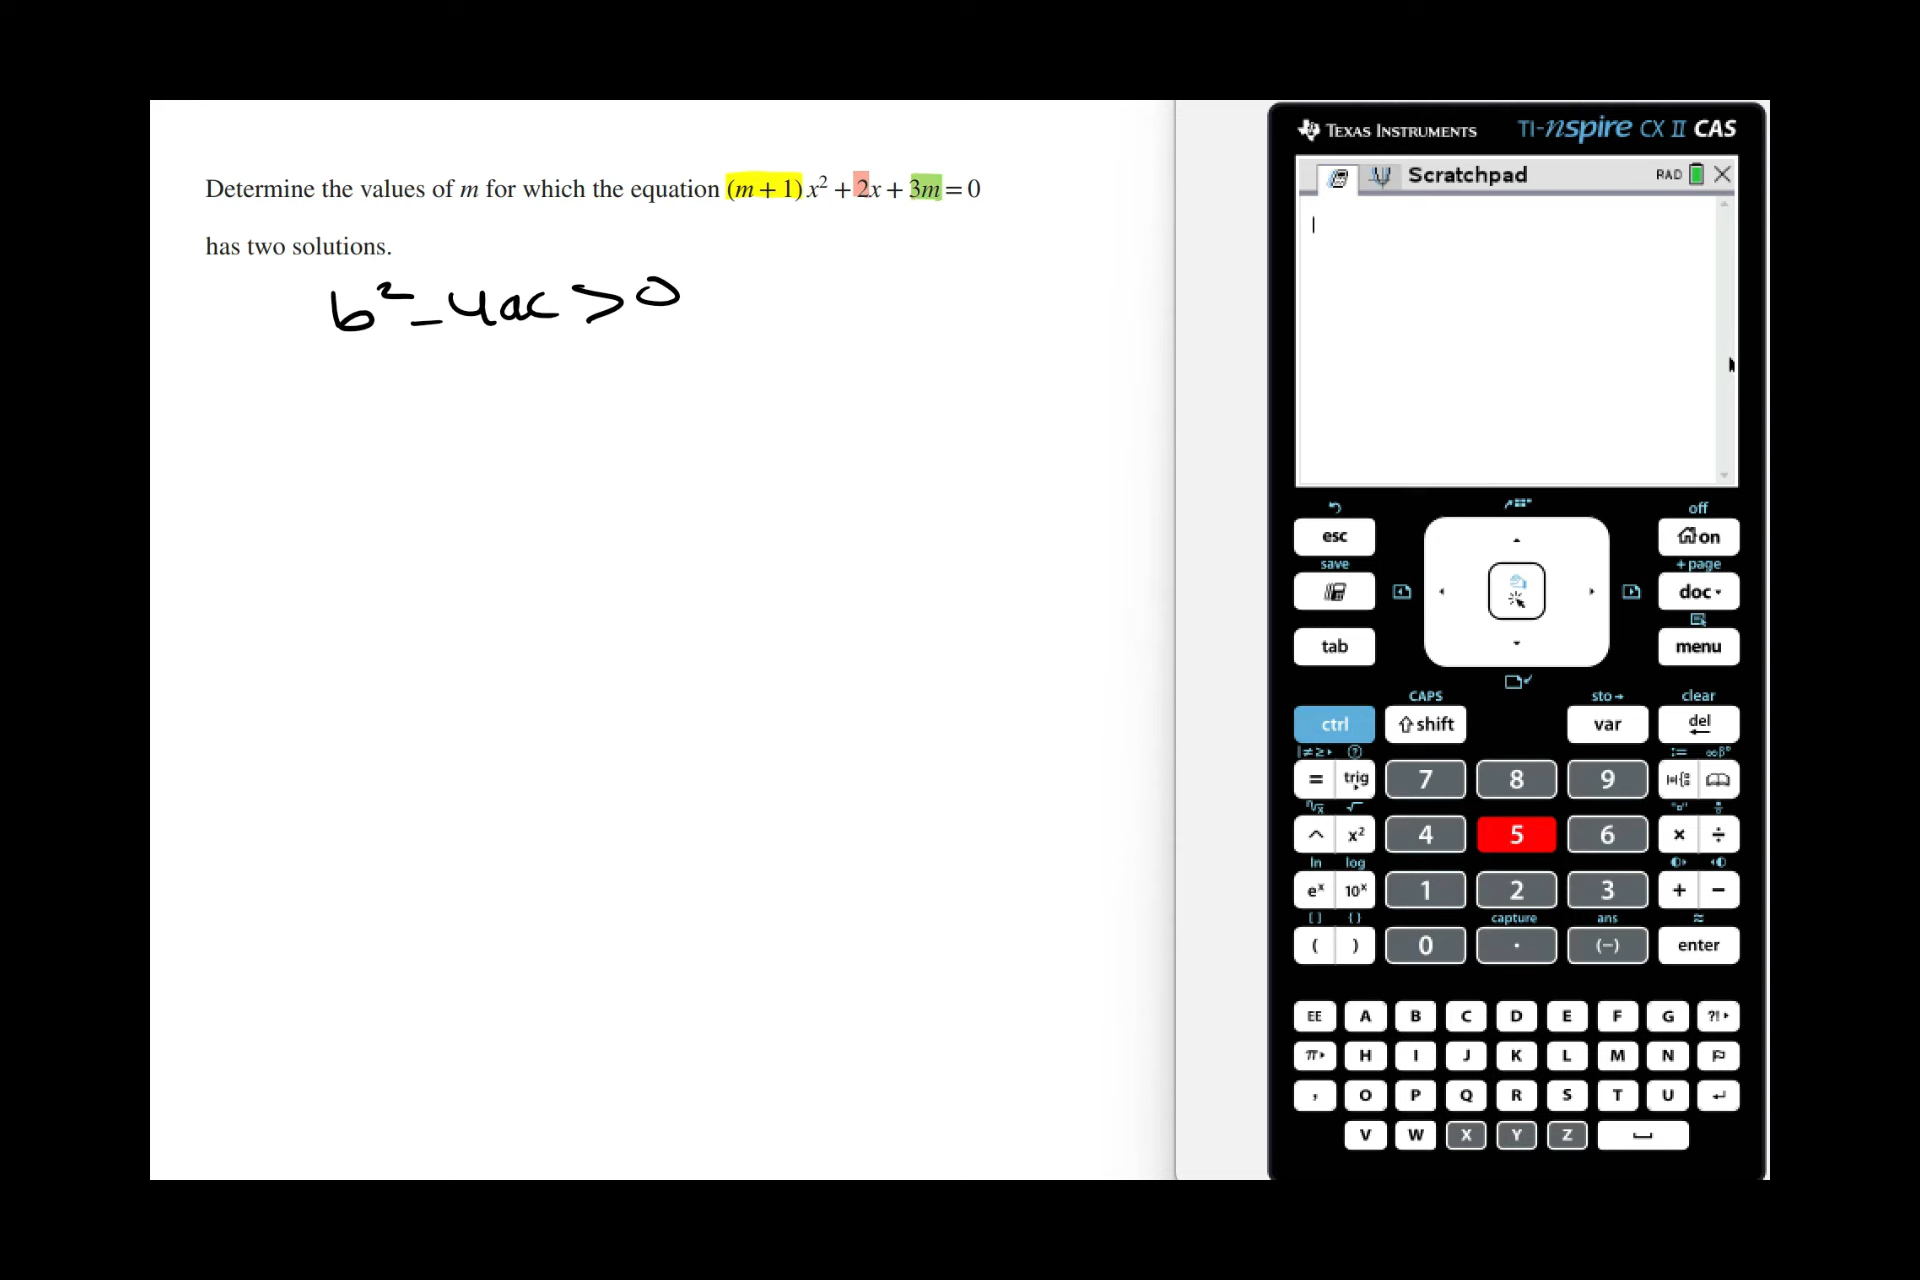 Determine the values of m for which the equation (m + 1) x² + 2x + 3m = 0
has two solutions.
b² - 4ac > 0
TEXAS INSTRUMENTS TI-nspire CX II CAS
Scratchpad RAD
off
esc on
save + page
doc
tab menu
CAPS sto → clear
ctrl shift var del
|≠≥▸ ? := ∞β°
= trig 7 8 9
ⁿ√x √
^ x² 4 5 6 × ÷
ln log
eˣ 10ˣ 1 2 3 + −
[ ] { } capture ans ≈
( ) 0 . (−) enter
EE A B C D E F G ?!▸
π▸ H I J K L M N
, O P Q R S T U ↵
V W X Y Z